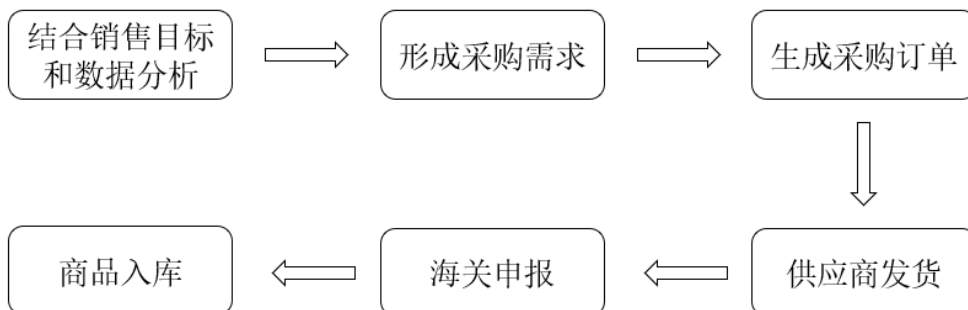 结合销售目标
和数据分析
形成采购需求
生成采购订单
供应商发货
海关申报
商品入库